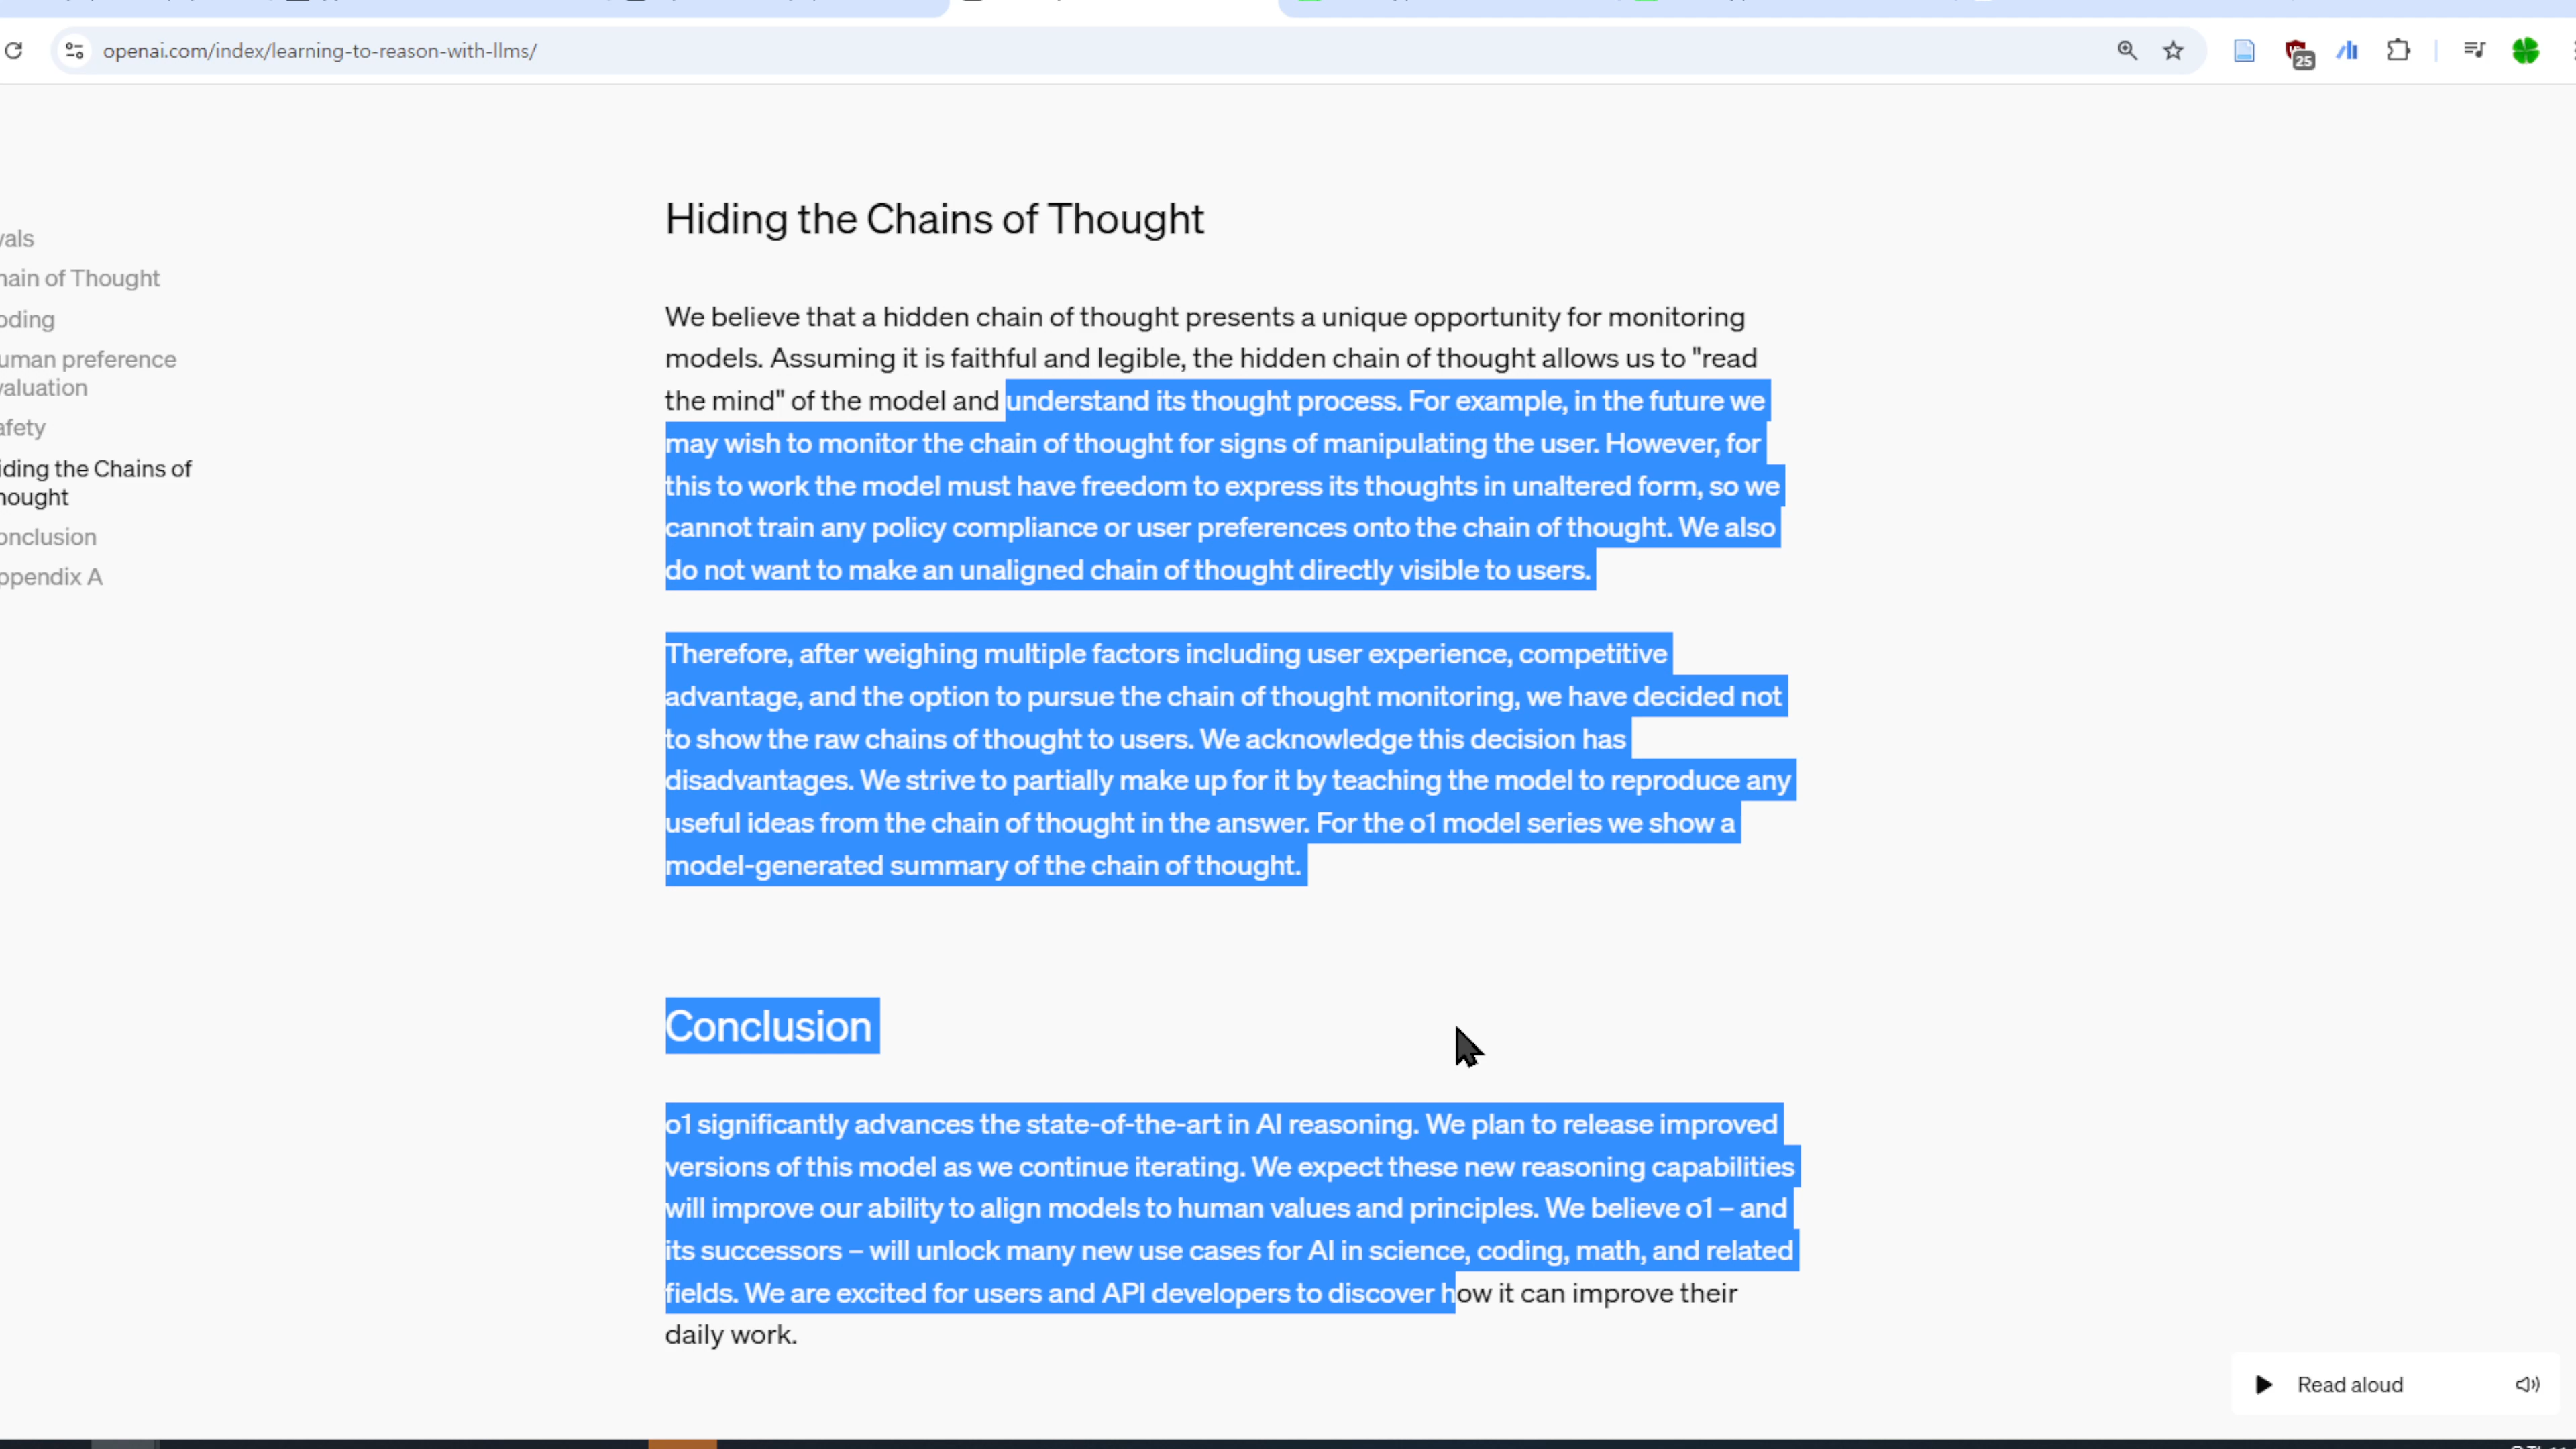 openai.com/index/learning-to-reason-with-llms/
25
vals
hain of Thought
oding
uman preference
valuation
afety
iding the Chains of
hought
onclusion
ppendix A
Hiding the Chains of Thought
We believe that a hidden chain of thought presents a unique opportunity for monitoring
models. Assuming it is faithful and legible, the hidden chain of thought allows us to "read
the mind" of the model and understand its thought process. For example, in the future we
may wish to monitor the chain of thought for signs of manipulating the user. However, for
this to work the model must have freedom to express its thoughts in unaltered form, so we
cannot train any policy compliance or user preferences onto the chain of thought. We also
do not want to make an unaligned chain of thought directly visible to users.
Therefore, after weighing multiple factors including user experience, competitive
advantage, and the option to pursue the chain of thought monitoring, we have decided not
to show the raw chains of thought to users. We acknowledge this decision has
disadvantages. We strive to partially make up for it by teaching the model to reproduce any
useful ideas from the chain of thought in the answer. For the o1 model series we show a
model-generated summary of the chain of thought.
Conclusion
o1 significantly advances the state-of-the-art in AI reasoning. We plan to release improved
versions of this model as we continue iterating. We expect these new reasoning capabilities
will improve our ability to align models to human values and principles. We believe o1 – and
its successors – will unlock many new use cases for AI in science, coding, math, and related
fields. We are excited for users and API developers to discover how it can improve their
daily work.
Read aloud